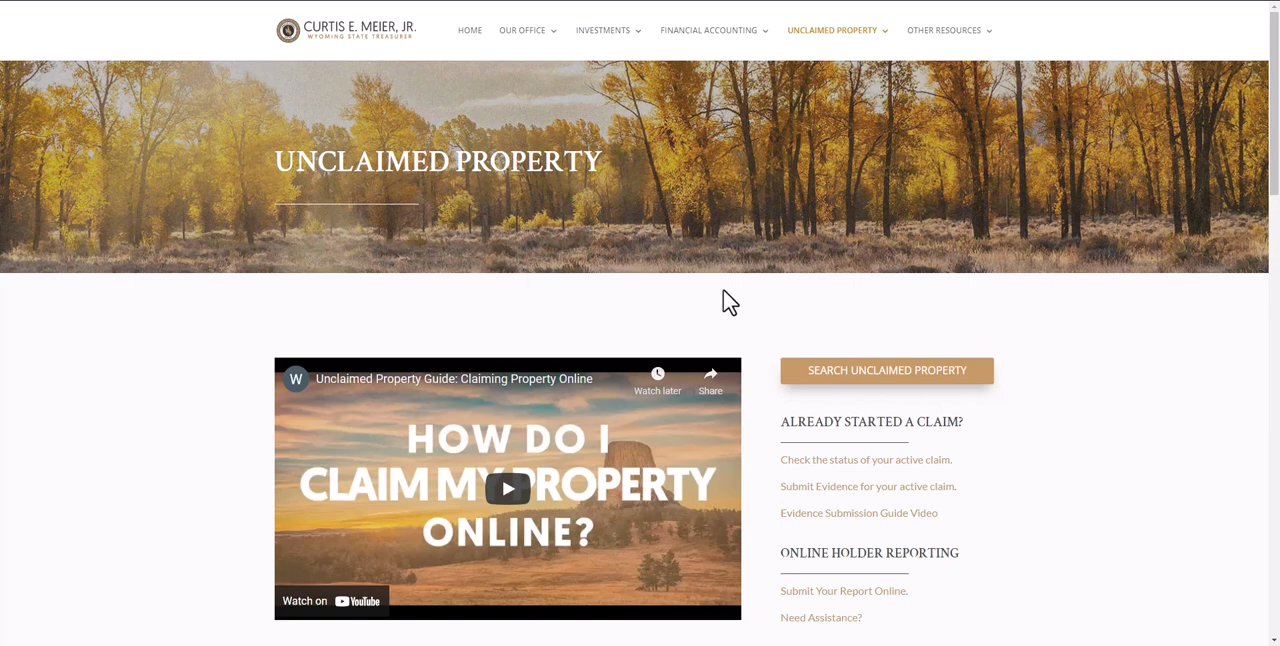 CURTIS E. MEIER, JR.
WYOMING STATE TREASURER
HOME
OUR OFFICE
INVESTMENTS
FINANCIAL ACCOUNTING
UNCLAIMED PROPERTY
OTHER RESOURCES
UNCLAIMED PROPERTY
W
Unclaimed Property Guide: Claiming Property Online
Watch later
Share
HOW DO I
CLAIM MY PROPERTY
ONLINE?
Watch on YouTube
SEARCH UNCLAIMED PROPERTY
ALREADY STARTED A CLAIM?
Check the status of your active claim.
Submit Evidence for your active claim.
Evidence Submission Guide Video
ONLINE HOLDER REPORTING
Submit Your Report Online.
Need Assistance?